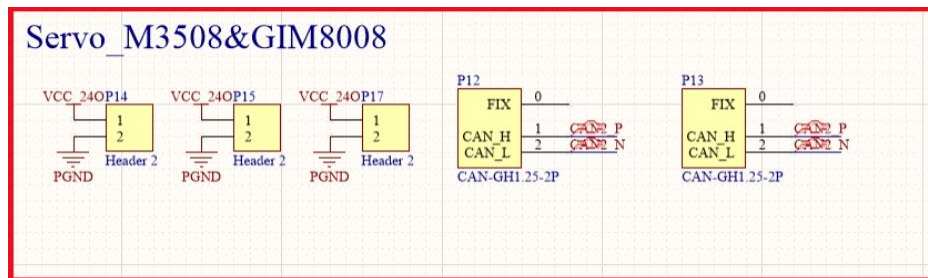 Servo_M3508&GIM8008
VCC_24OP14
1
2
Header 2
PGND
VCC_24OP15
1
2
Header 2
PGND
VCC_24OP17
1
2
Header 2
PGND
P12
FIX
0
CAN_H
1
CAN2_P
CAN_L
2
CAN2_N
CAN-GH1.25-2P
P13
FIX
0
CAN_H
1
CAN2_P
CAN_L
2
CAN2_N
CAN-GH1.25-2P